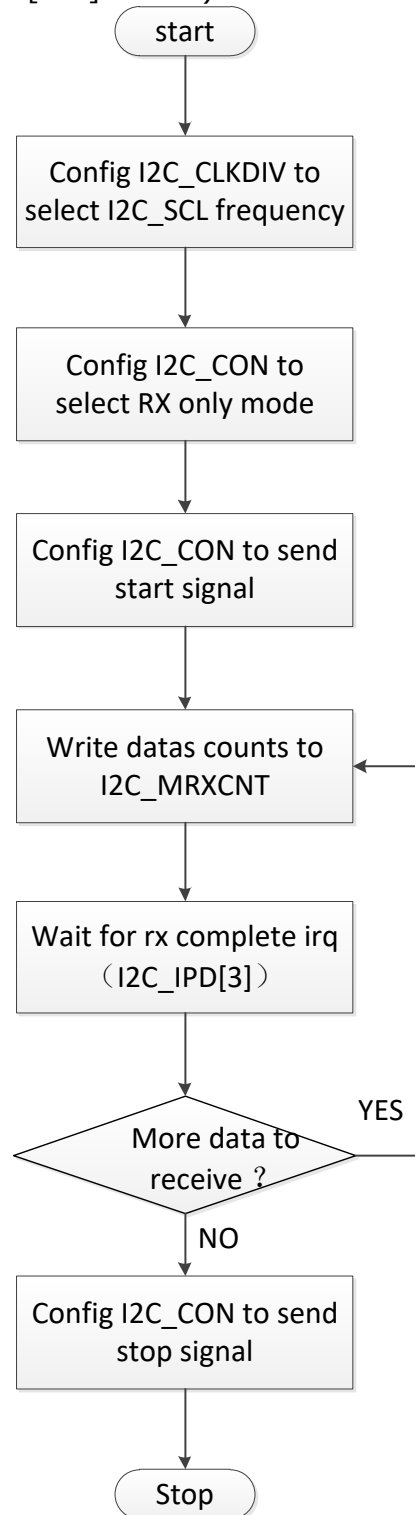 start
Config I2C_CLKDIV to
select I2C_SCL frequency
Config I2C_CON to
select RX only mode
Config I2C_CON to send
start signal
Write datas counts to
I2C_MRXCNT
Wait for rx complete irq
（I2C_IPD[3]）
More data to
receive ？
YES
NO
Config I2C_CON to send
stop signal
Stop